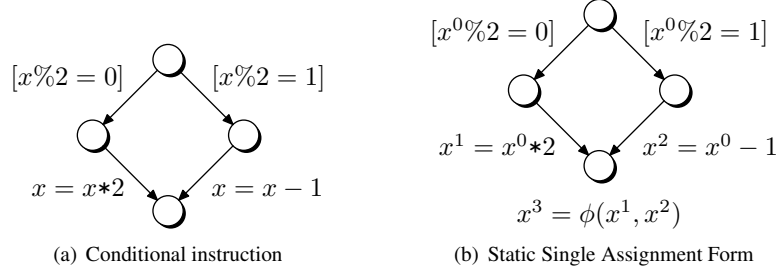 [x%2 = 0] [x%2 = 1]
x = x*2 x = x − 1
(a) Conditional instruction
[x⁰%2 = 0] [x⁰%2 = 1]
x¹ = x⁰*2 x² = x⁰ − 1
x³ = ϕ(x¹, x²)
(b) Static Single Assignment Form